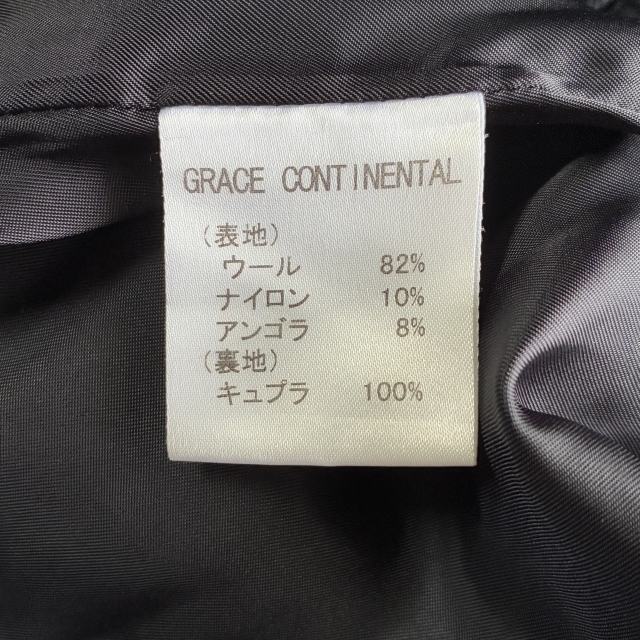 GRACE CONTINENTAL
(表地)
ウール 82%
ナイロン 10%
アンゴラ 8%
(裏地)
キュプラ 100%